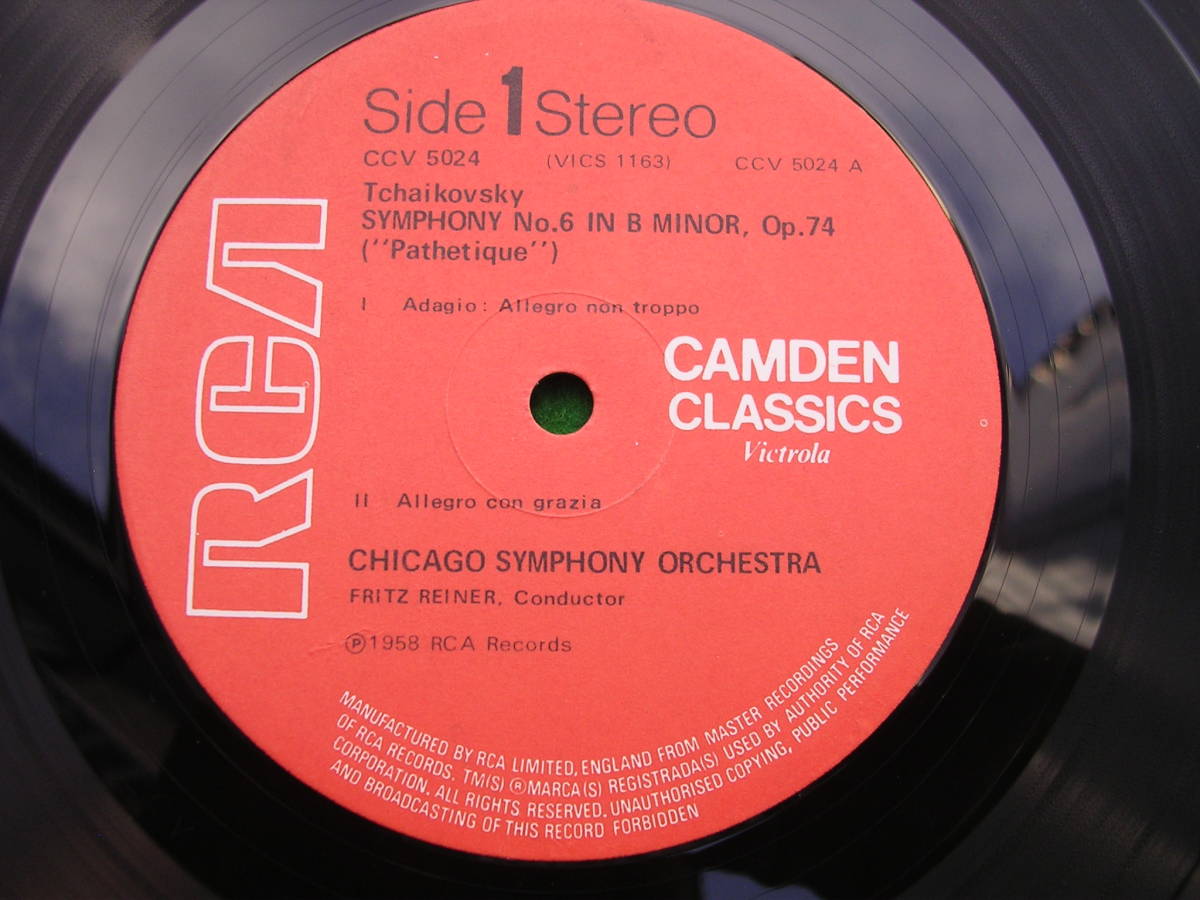 Side 1 Stereo
CCV 5024 (VICS 1163) CCV 5024 A
Tchaikovsky
SYMPHONY No.6 IN B MINOR, Op.74
(''Pathetique'')
I Adagio: Allegro non troppo
RCA
CAMDEN
CLASSICS
Victrola
II Allegro con grazia
CHICAGO SYMPHONY ORCHESTRA
FRITZ REINER, Conductor
Ⓟ1958 RCA Records
MANUFACTURED BY RCA LIMITED, ENGLAND FROM MASTER RECORDINGS
OF RCA RECORDS. TM(S) ® MARCA(S) REGISTRADA(S) USED BY AUTHORITY OF RCA
CORPORATION. ALL RIGHTS RESERVED. UNAUTHORISED COPYING, PUBLIC PERFORMANCE
AND BROADCASTING OF THIS RECORD FORBIDDEN